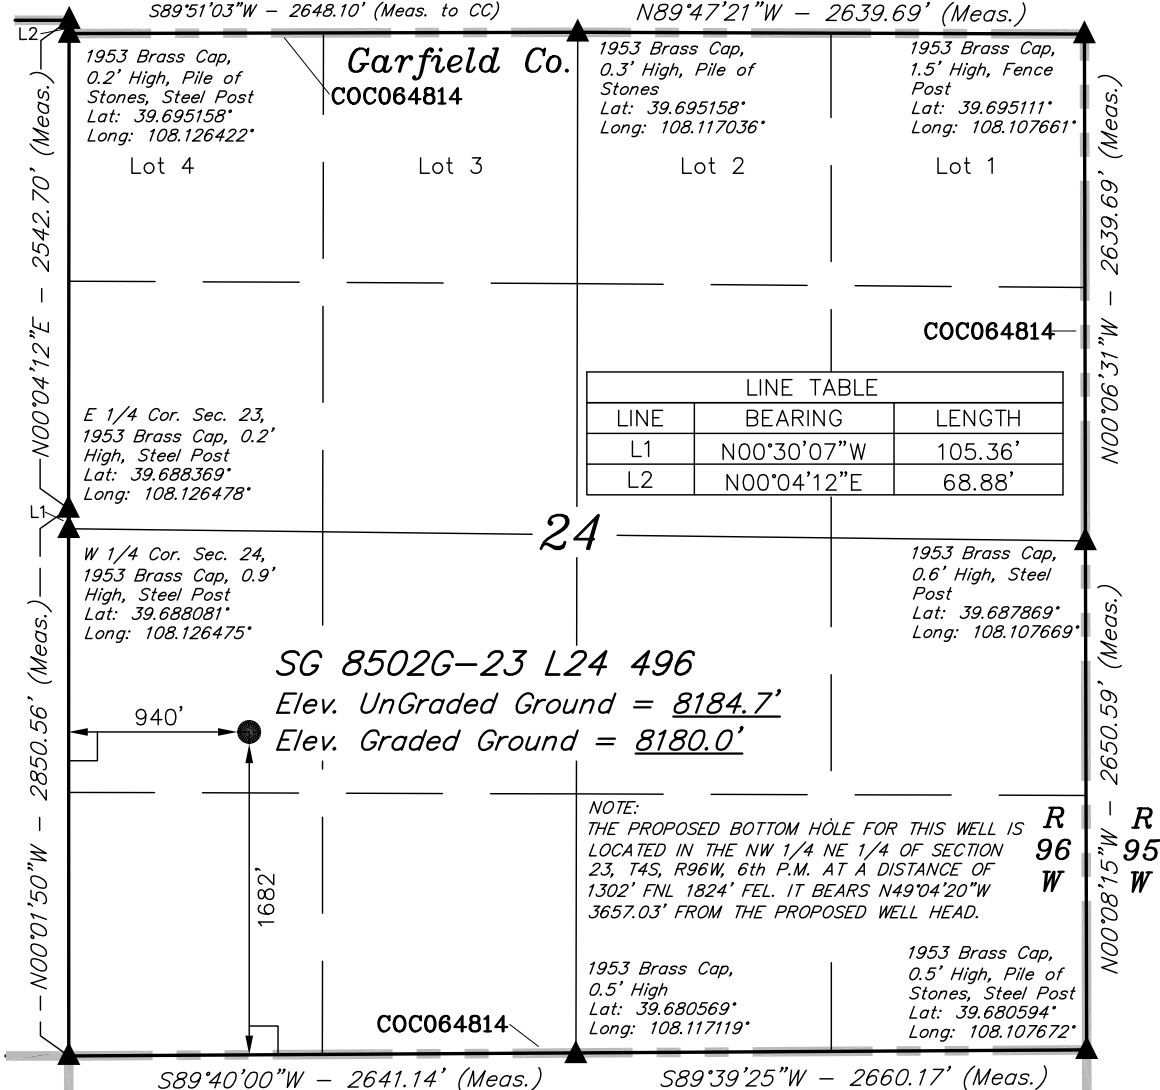 S89°51'03"W – 2648.10' (Meas. to CC)
N89°47'21"W – 2639.69' (Meas.)
L2
1953 Brass Cap,
0.2' High, Pile of
Stones, Steel Post
Lat: 39.695158°
Long: 108.126422°
Garfield Co.
COC064814
1953 Brass Cap,
0.3' High, Pile of
Stones
Lat: 39.695158°
Long: 108.117036°
1953 Brass Cap,
1.5' High, Fence
Post
Lat: 39.695111°
Long: 108.107661°
Lot 4
Lot 3
Lot 2
Lot 1
N00°04'12"E – 2542.70' (Meas.)
N00°06'31"W – 2639.69' (Meas.)
COC064814
LINE TABLE
LINE BEARING LENGTH
L1 N00°30'07"W 105.36'
L2 N00°04'12"E 68.88'
E 1/4 Cor. Sec. 23,
1953 Brass Cap, 0.2'
High, Steel Post
Lat: 39.688369°
Long: 108.126478°
L1
24
W 1/4 Cor. Sec. 24,
1953 Brass Cap, 0.9'
High, Steel Post
Lat: 39.688081°
Long: 108.126475°
1953 Brass Cap,
0.6' High, Steel
Post
Lat: 39.687869°
Long: 108.107669°
SG 8502G–23 L24 496
Elev. UnGraded Ground = 8184.7'
Elev. Graded Ground = 8180.0'
940'
1682'
N00°01'50"W – 2850.56' (Meas.)
N00°08'15"W – 2650.59' (Meas.)
NOTE:
THE PROPOSED BOTTOM HOLE FOR THIS WELL IS
LOCATED IN THE NW 1/4 NE 1/4 OF SECTION
23, T4S, R96W, 6th P.M. AT A DISTANCE OF
1302' FNL 1824' FEL. IT BEARS N49°04'20"W
3657.03' FROM THE PROPOSED WELL HEAD.
R
96
W
R
95
W
1953 Brass Cap,
0.5' High
Lat: 39.680569°
Long: 108.117119°
1953 Brass Cap,
0.5' High, Pile of
Stones, Steel Post
Lat: 39.680594°
Long: 108.107672°
COC064814
S89°40'00"W – 2641.14' (Meas.)
S89°39'25"W – 2660.17' (Meas.)